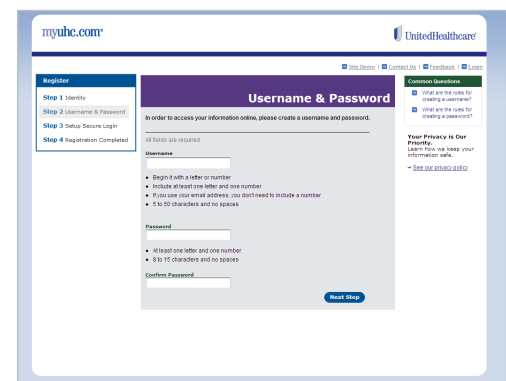 myuhc.com®
UnitedHealthcare®
Site Demo | Contact Us | Feedback | Login
Register
Step 1 Identity
Step 2 Username & Password
Step 3 Setup Secure Login
Step 4 Registration Completed
Username & Password
In order to access your information online, please create a username and password.
All fields are required.
Username
• Begin it with a letter or number
• Include at least one letter and one number
• If you use your email address, you don't need to include a number
• 5 to 50 characters and no spaces
Password
• At least one letter and one number
• 8 to 15 characters and no spaces
Confirm Password
Next Step
Common Questions
What are the rules for
creating a username?
What are the rules for
creating a password?
Your Privacy is Our
Priority.
Learn how we keep your
information safe.
See our privacy policy